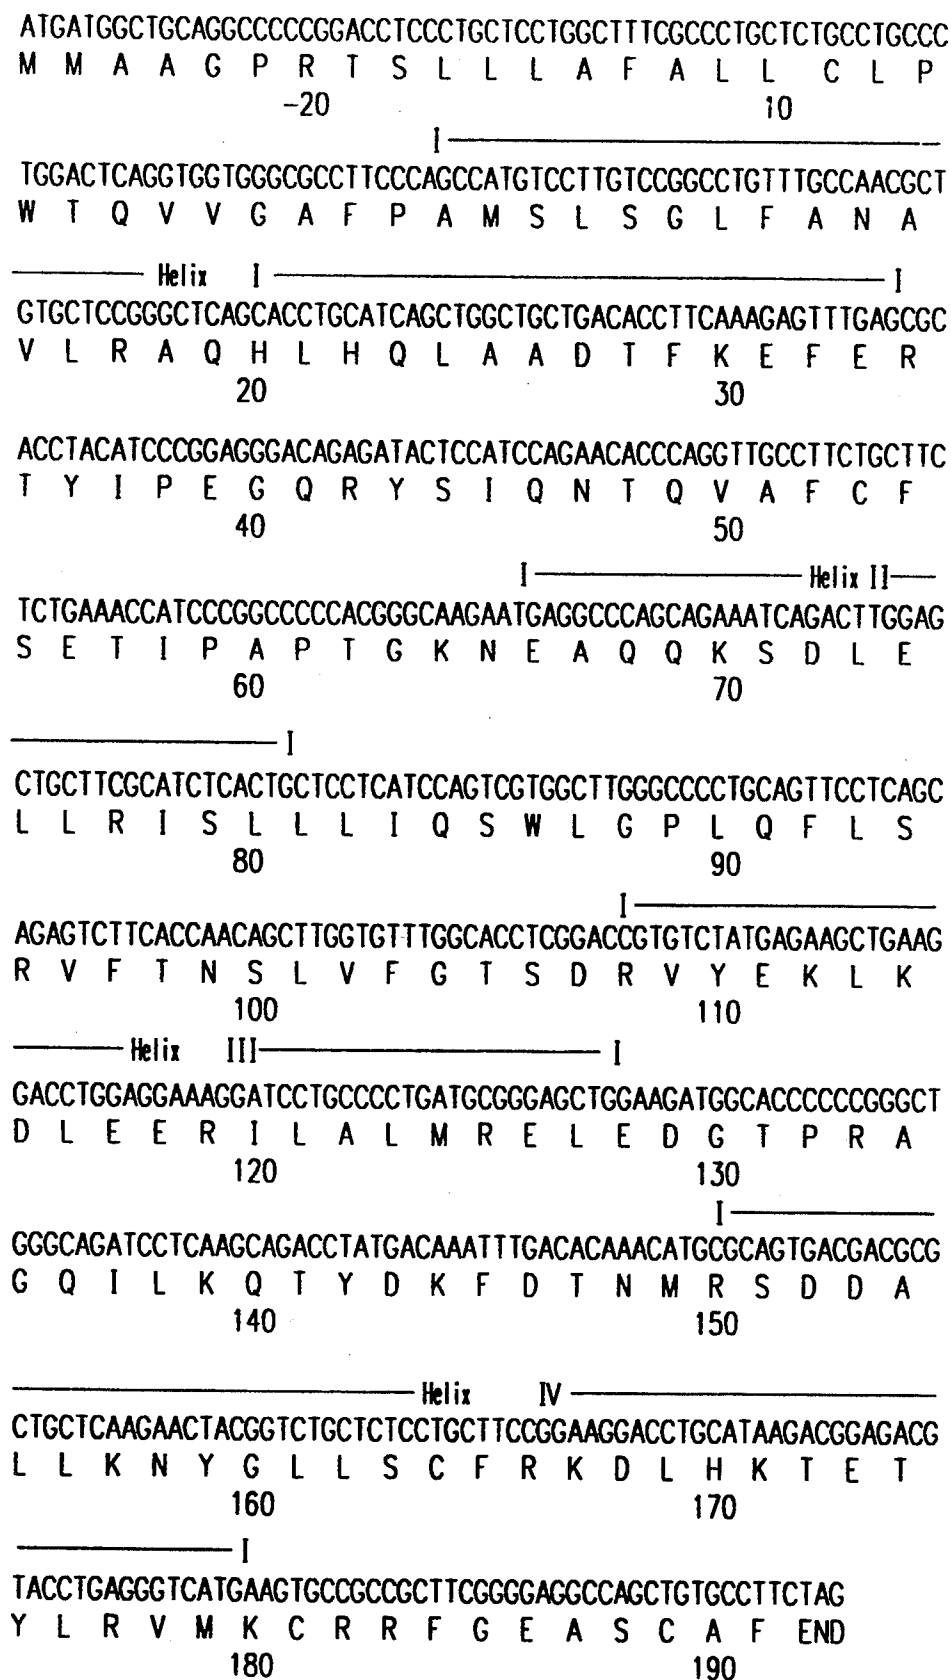 ATGATGGCTGCAGGCCCCCGGACCTCCCTGCTCCTGGCTTTCGCCCTGCTCTGCCTGCCC
M M A A G P R T S L L L A F A L L C L P
-20 10
I
TGGACTCAGGTGGTGGGCGCCTTCCCAGCCATGTCCTTGTCCGGCCTGTTTGCCAACGCT
W T Q V V G A F P A M S L S G L F A N A
Helix I I
GTGCTCCGGGCTCAGCACCTGCATCAGCTGGCTGCTGACACCTTCAAAGAGTTTGAGCGC
V L R A Q H L H Q L A A D T F K E F E R
20 30
ACCTACATCCCGGAGGGACAGAGATACTCCATCCAGAACACCCAGGTTGCCTTCTGCTTC
T Y I P E G Q R Y S I Q N T Q V A F C F
40 50
I Helix II
TCTGAAACCATCCCGGCCCCCACGGGCAAGAATGAGGCCCAGCAGAAATCAGACTTGGAG
S E T I P A P T G K N E A Q Q K S D L E
60 70
I
CTGCTTCGCATCTCACTGCTCCTCATCCAGTCGTGGCTTGGGCCCCTGCAGTTCCTCAGC
L L R I S L L L I Q S W L G P L Q F L S
80 90
I
AGAGTCTTCACCAACAGCTTGGTGTTTGGCACCTCGGACCGTGTCTATGAGAAGCTGAAG
R V F T N S L V F G T S D R V Y E K L K
100 110
Helix III I
GACCTGGAGGAAAGGATCCTGCCCCTGATGCGGGAGCTGGAAGATGGCACCCCCCGGGCT
D L E E R I L A L M R E L E D G T P R A
120 130
I
GGGCAGATCCTCAAGCAGACCTATGACAAATTTGACACAAACATGCGCAGTGACGACGCG
G Q I L K Q T Y D K F D T N M R S D D A
140 150
Helix IV
CTGCTCAAGAACTACGGTCTGCTCTCCTGCTTCCGGAAGGACCTGCATAAGACGGAGACG
L L K N Y G L L S C F R K D L H K T E T
160 170
I
TACCTGAGGGTCATGAAGTGCCGCCGCTTCGGGGAGGCCAGCTGTGCCTTCTAG
Y L R V M K C R R F G E A S C A F END
180 190